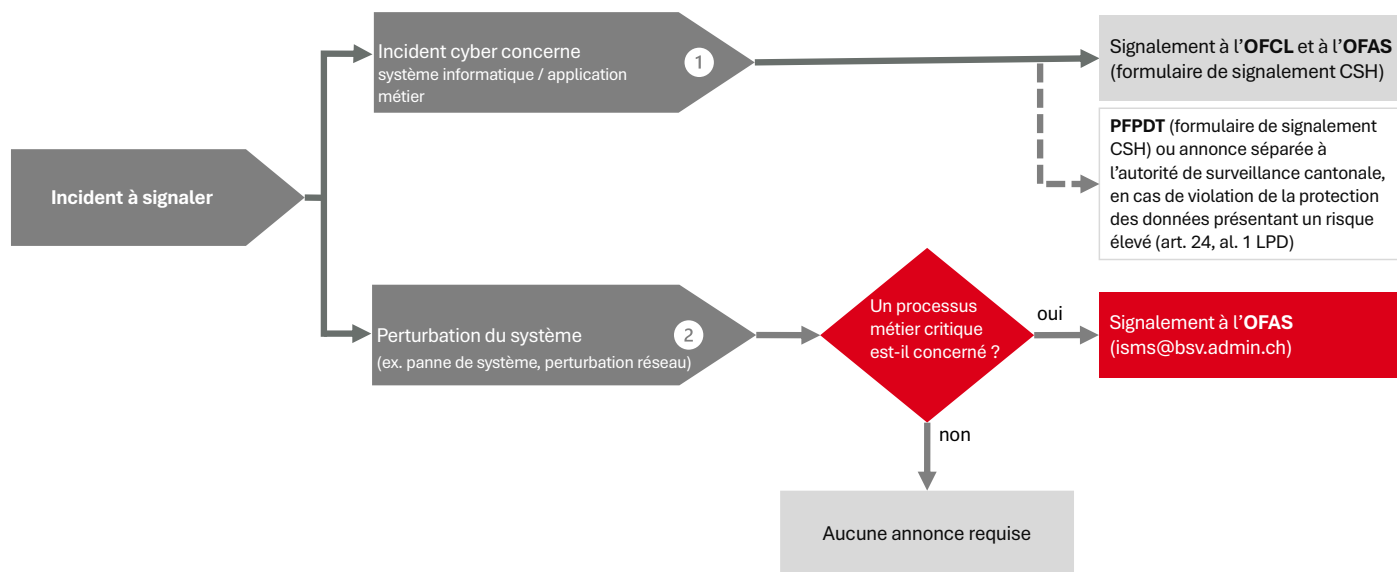 Incident à signaler
Incident cyber concerne
système informatique / application
métier
1
Signalement à l’OFCL et à l’OFAS
(formulaire de signalement CSH)
PFPDT (formulaire de signalement
CSH) ou annonce séparée à
l’autorité de surveillance cantonale,
en cas de violation de la protection
des données présentant un risque
élevé (art. 24, al. 1 LPD)
Perturbation du système
(ex. panne de système, perturbation réseau)
2
Un processus
métier critique
est-il concerné ?
oui
Signalement à l’OFAS
(isms@bsv.admin.ch)
non
Aucune annonce requise